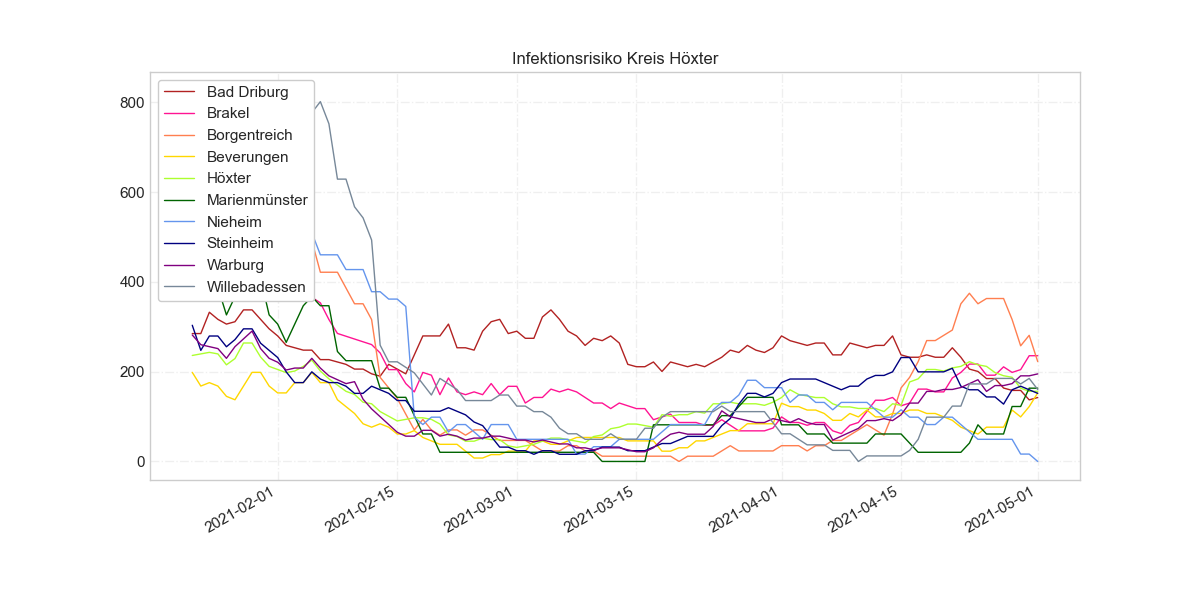 Infektionsrisiko Kreis Höxter
800
600
400
200
0
Bad Driburg
Brakel
Borgentreich
Beverungen
Höxter
Marienmünster
Nieheim
Steinheim
Warburg
Willebadessen
2021-02-01
2021-02-15
2021-03-01
2021-03-15
2021-04-01
2021-04-15
2021-05-01